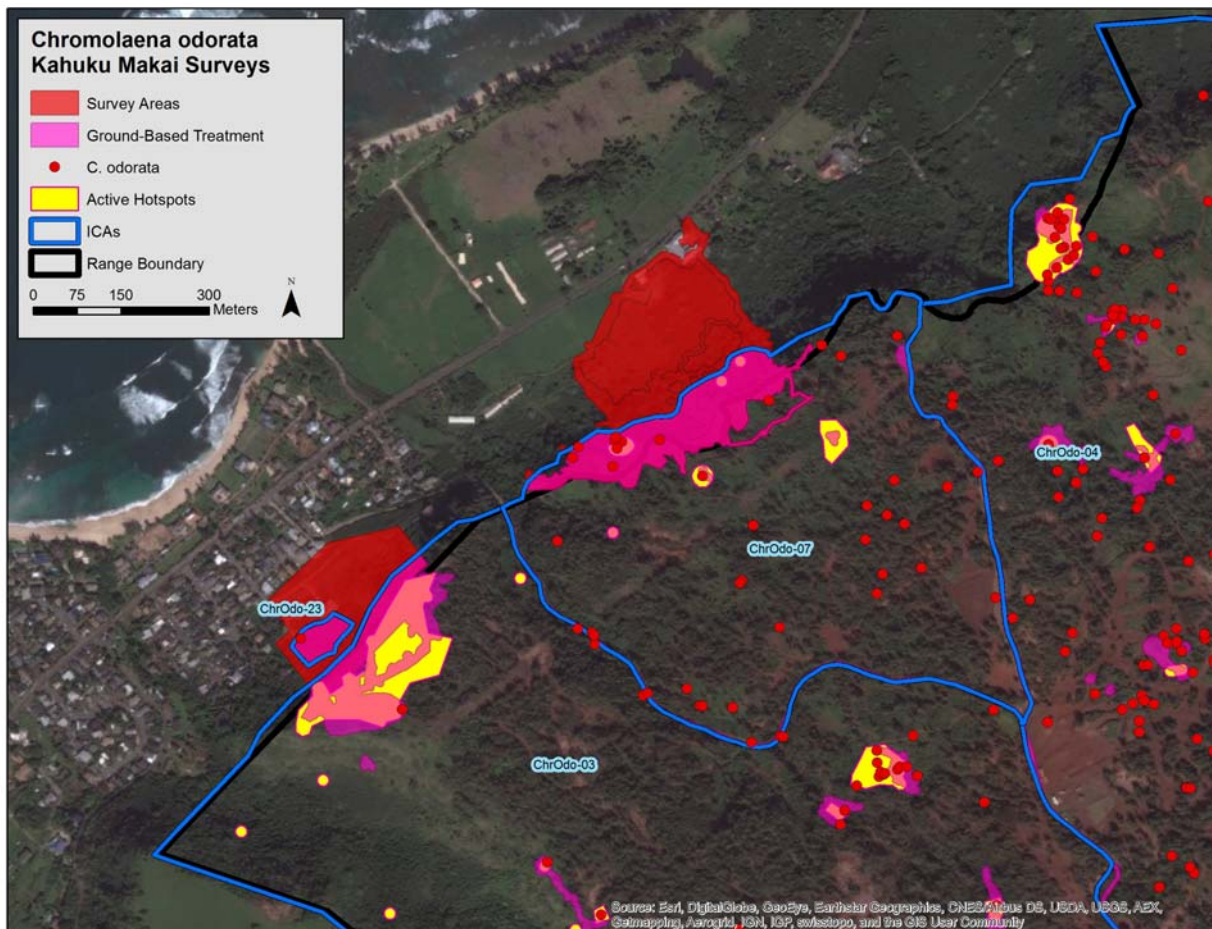 Chromolaena odorata
Kahuku Makai Surveys
Survey Areas
Ground-Based Treatment
C. odorata
Active Hotspots
ICAs
Range Boundary
0 75 150 300
Meters
N
ChrOdo-04
ChrOdo-07
ChrOdo-23
ChrOdo-03
Source: Esri, DigitalGlobe, GeoEye, Earthstar Geographics, CNES/Airbus DS, USDA, USGS, AEX,
Getmapping, Aerogrid, IGN, IGP, swisstopo, and the GIS User Community